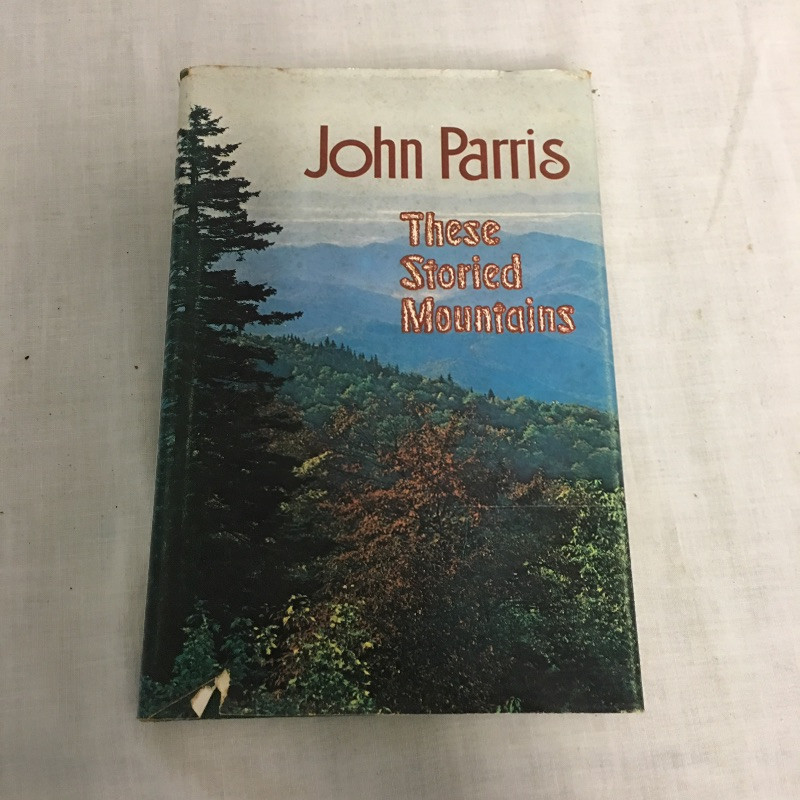 John Parris
These
Storied
Mountains